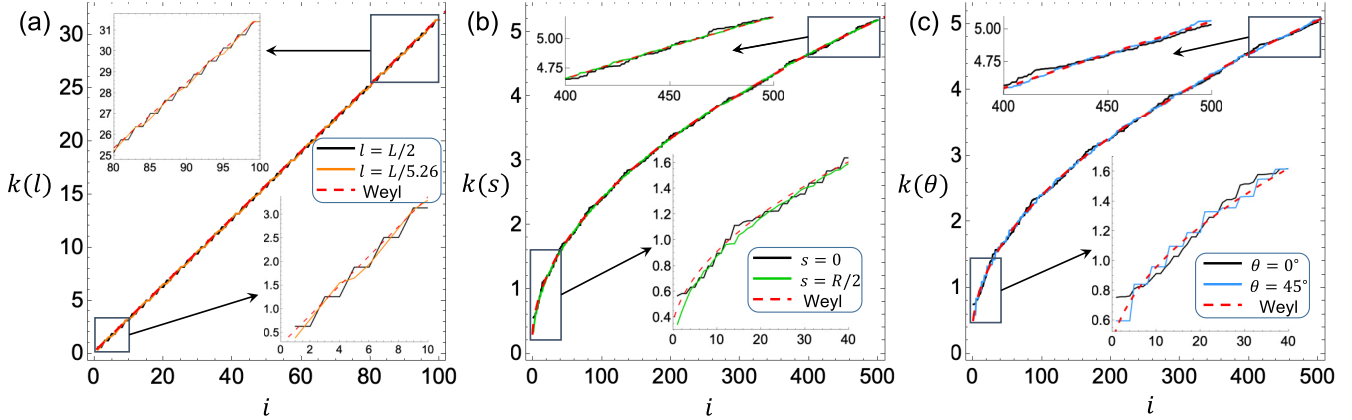 (a)
k(l)
30
25
20
15
10
5
0
0 20 40 60 80 100
i
31
30
29
28
27
26
25
80 85 90 95 100
l = L/2
l = L/5.26
Weyl
3.0
2.5
2.0
1.5
1.0
0.5
0 2 4 6 8 10
(b)
k(s)
5
4
3
2
1
0
0 100 200 300 400 500
i
5.00
4.75
400 450 500
1.6
1.4
1.2
1.0
0.8
0.6
0.4
0 10 20 30 40
s = 0
s = R/2
Weyl
(c)
k(θ)
5
4
3
2
1
0
0 100 200 300 400 500
i
5.00
4.75
400 450 500
1.6
1.4
1.2
1.0
0.8
0.6
0 10 20 30 40
θ = 0°
θ = 45°
Weyl